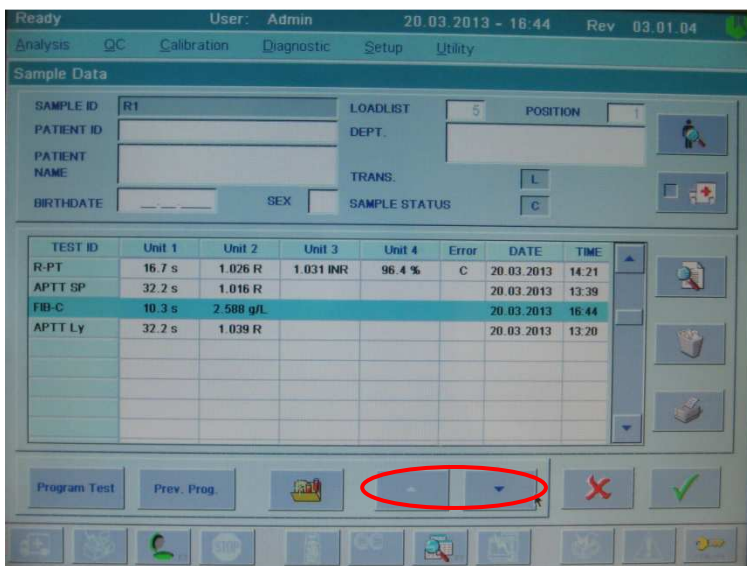 Ready User: Admin 20.03.2013 - 16:44 Rev 03.01.04
Analysis QC Calibration Diagnostic Setup Utility
Sample Data
SAMPLE ID R1 LOADLIST 5 POSITION 1
PATIENT ID DEPT.
PATIENT NAME
TRANS. L
BIRTHDATE __.__.____ SEX SAMPLE STATUS C
TEST ID Unit 1 Unit 2 Unit 3 Unit 4 Error DATE TIME
R-PT 16.7 s 1.026 R 1.031 INR 96.4 % C 20.03.2013 14:21
APTT SP 32.2 s 1.016 R 20.03.2013 13:39
FIB-C 10.3 s 2.588 g/L 20.03.2013 16:44
APTT Ly 32.2 s 1.039 R 20.03.2013 13:20
Program Test Prev. Prog.
STOP QC